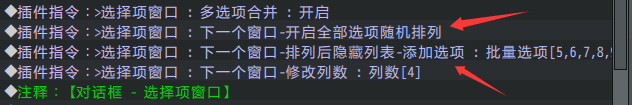 ◆插件指令：>选择项窗口 : 多选项合并 : 开启
◆插件指令：>选择项窗口 : 下一个窗口-开启全部选项随机排列
◆插件指令：>选择项窗口 : 下一个窗口-排列后隐藏列表-添加选项 : 批量选项[5,6,7,8,9
◆插件指令：>选择项窗口 : 下一个窗口-修改列数 : 列数[4]
◆注释：【对话框 - 选择项窗口】